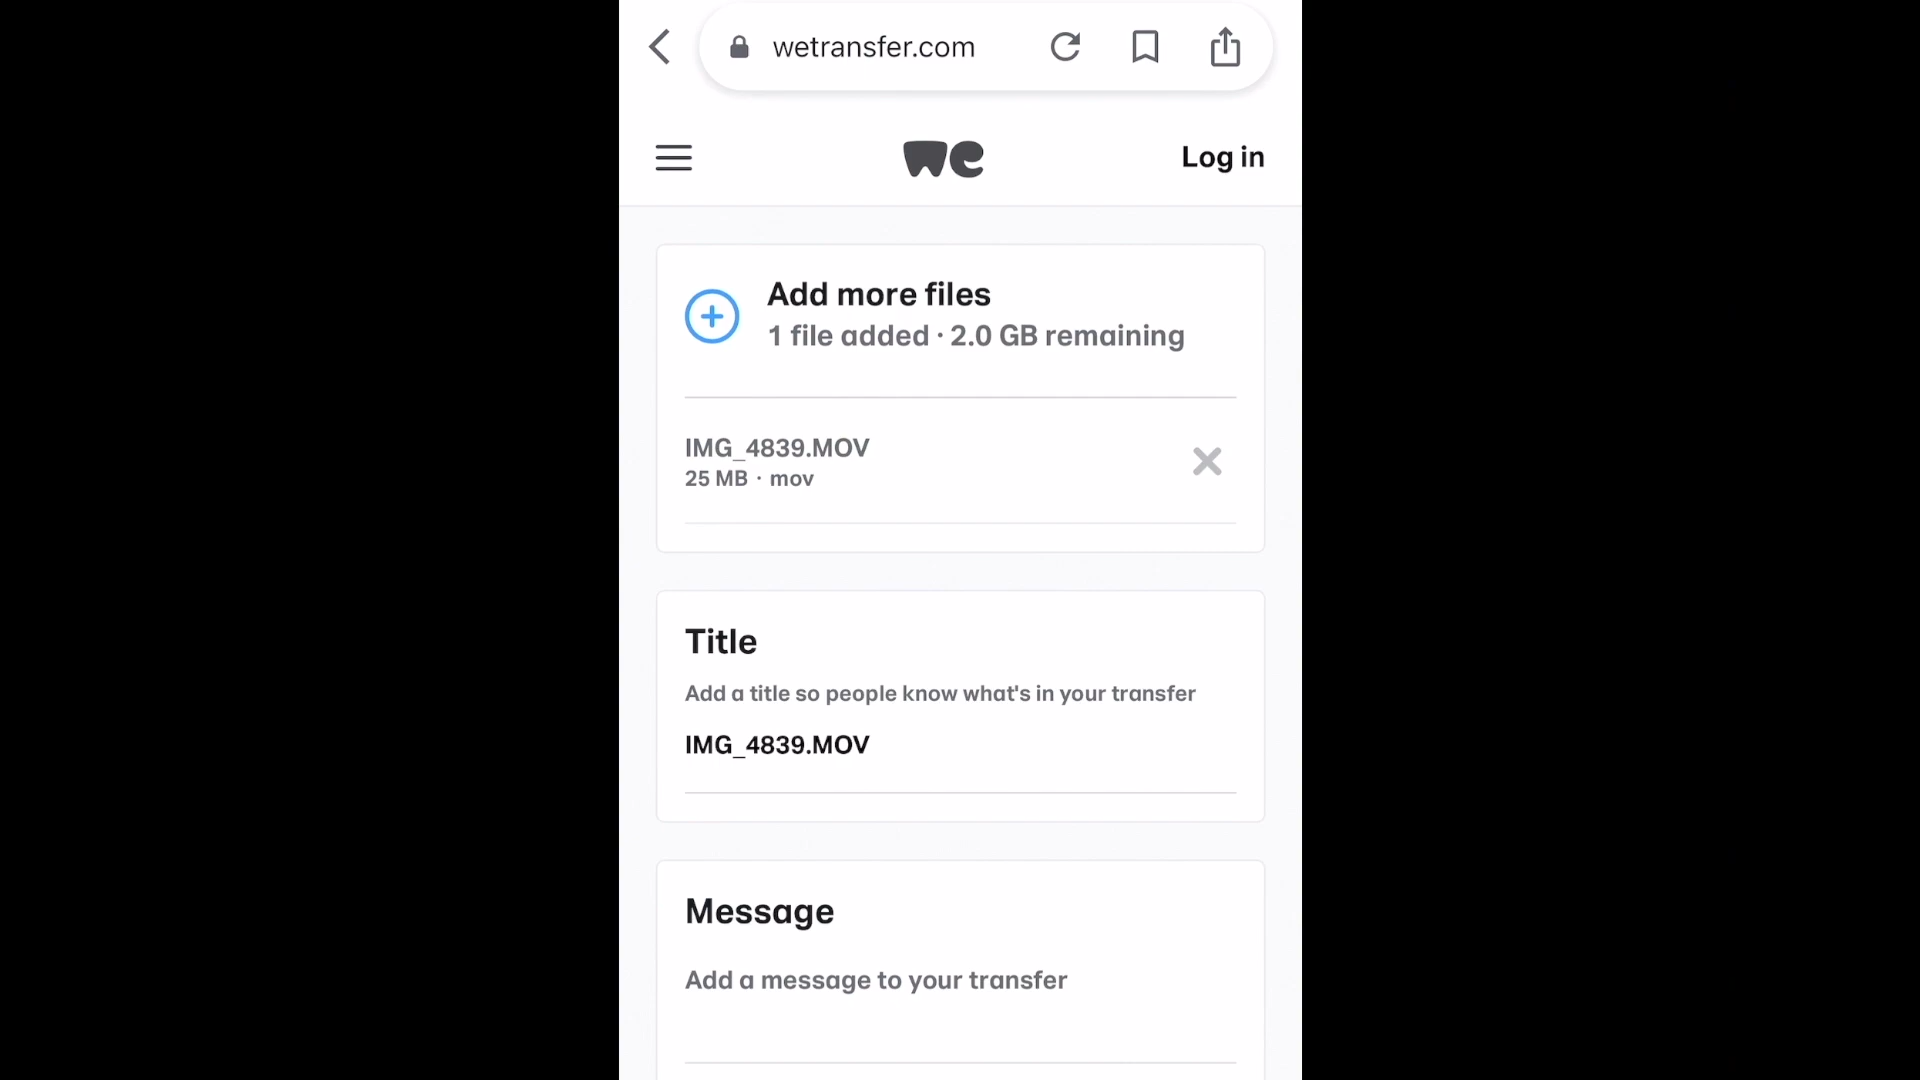 wetransfer.com
we
Log in
Add more files
1 file added · 2.0 GB remaining
IMG_4839.MOV
25 MB · mov
Title
Add a title so people know what's in your transfer
IMG_4839.MOV
Message
Add a message to your transfer